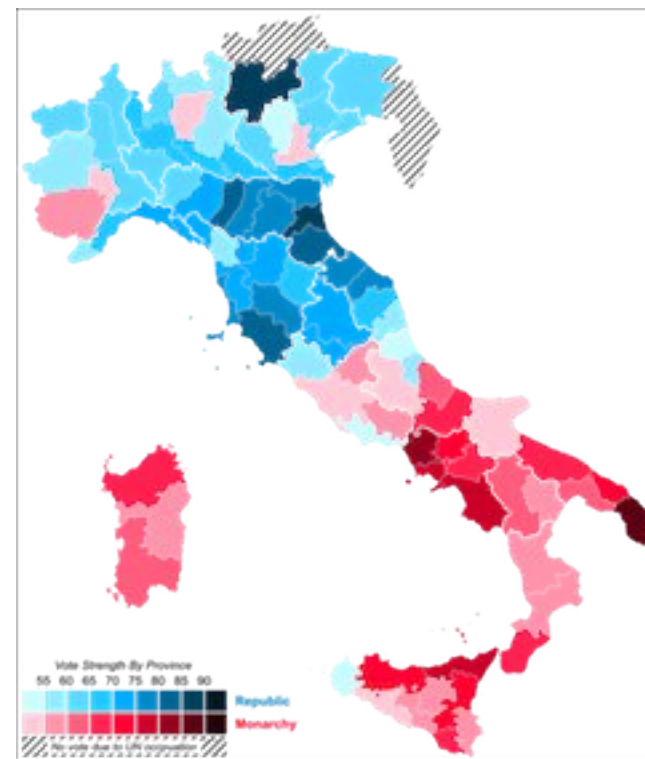 Vote Strength By Province
55 60 65 70 75 80 85 90
Republic
Monarchy
No vote due to UN occupuation